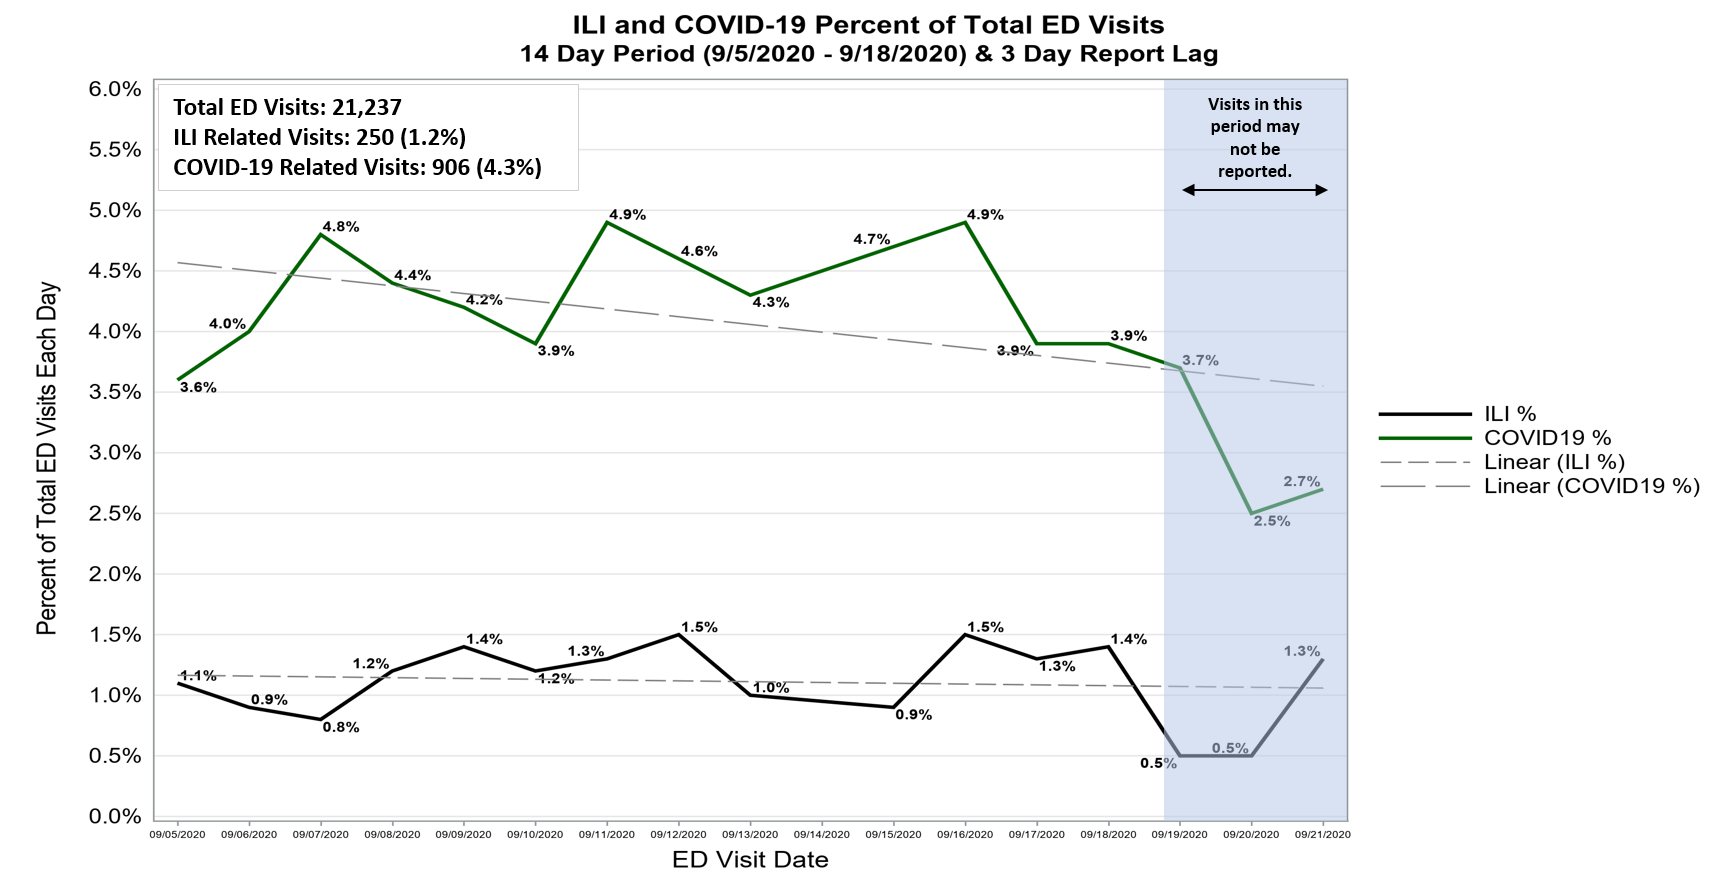 ILI and COVID-19 Percent of Total ED Visits
14 Day Period (9/5/2020 - 9/18/2020) & 3 Day Report Lag
Percent of Total ED Visits Each Day
6.0%
5.5%
5.0%
4.5%
4.0%
3.5%
3.0%
2.5%
2.0%
1.5%
1.0%
0.5%
0.0%
Total ED Visits: 21,237
ILI Related Visits: 250 (1.2%)
COVID-19 Related Visits: 906 (4.3%)
Visits in this
period may
not be
reported.
3.6%
4.0%
4.8%
4.4%
4.2%
3.9%
4.9%
4.6%
4.3%
4.7%
4.9%
3.9%
3.9%
3.7%
2.5%
2.7%
1.1%
0.9%
0.8%
1.2%
1.4%
1.2%
1.3%
1.5%
1.0%
0.9%
1.5%
1.3%
1.4%
0.5%
0.5%
1.3%
ILI %
COVID19 %
Linear (ILI %)
Linear (COVID19 %)
09/05/2020 09/06/2020 09/07/2020 09/08/2020 09/09/2020 09/10/2020 09/11/2020 09/12/2020 09/13/2020 09/14/2020 09/15/2020 09/16/2020 09/17/2020 09/18/2020 09/19/2020 09/20/2020 09/21/2020
ED Visit Date